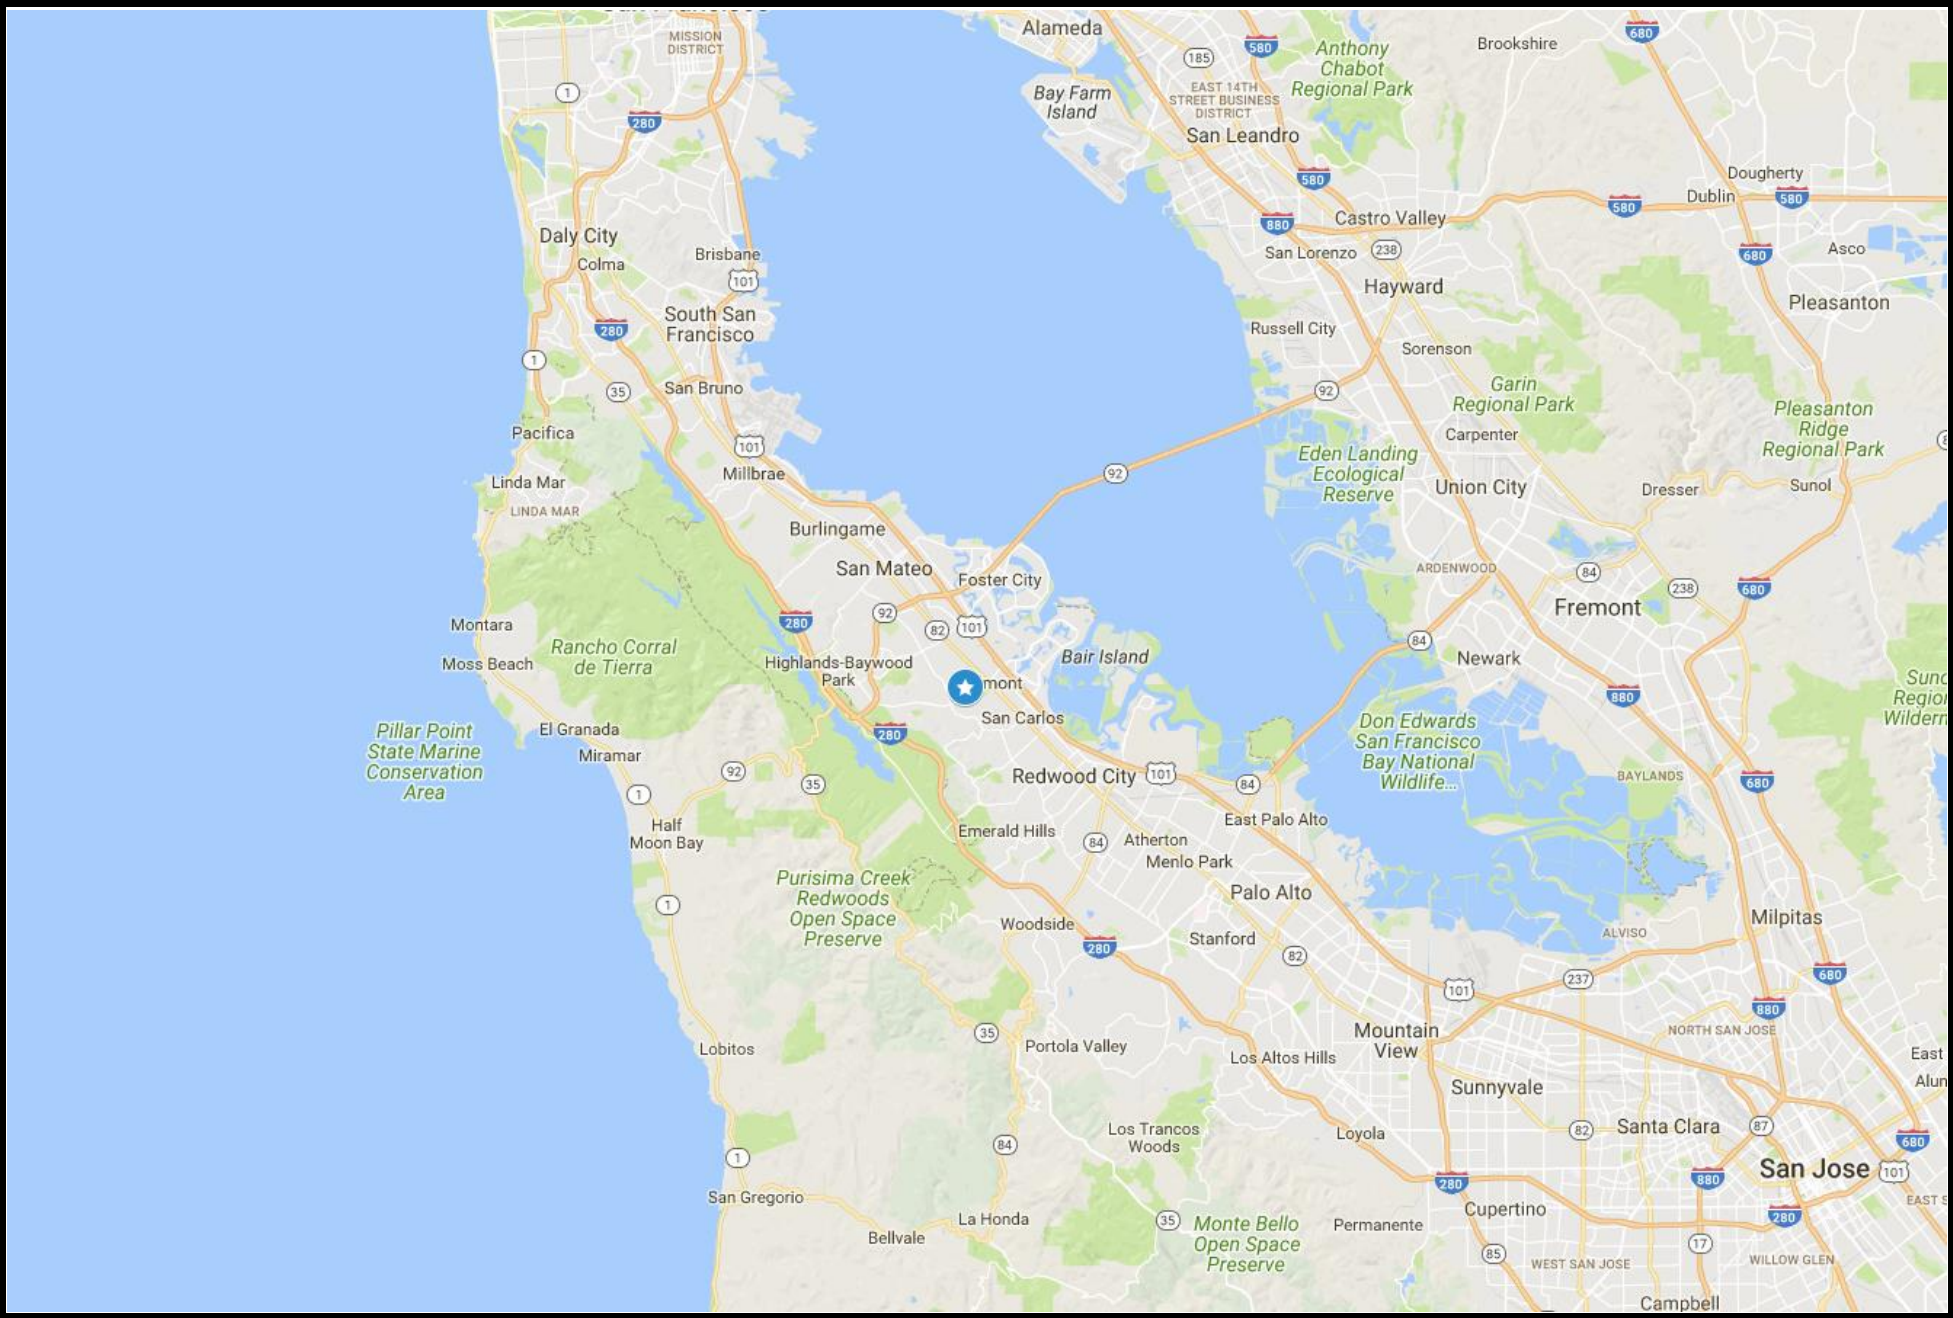 MISSION
DISTRICT
Alameda
580
680
Brookshire
Anthony
Chabot
Regional Park
185
1
280
Bay Farm
Island
EAST 14TH
STREET BUSINESS
DISTRICT
San Leandro
580
Dougherty
Dublin
580
580
Daly City
Colma
Brisbane
101
880
Castro Valley
San Lorenzo
238
680
Asco
Hayward
Pleasanton
South San
Francisco
280
1
Russell City
Sorenson
35
San Bruno
92
Garin
Regional Park
Pleasanton
Ridge
Regional Park
Pacifica
101
Millbrae
Carpenter
92
Eden Landing
Ecological
Reserve
Linda Mar
LINDA MAR
Union City
Dresser
Sunol
Burlingame
San Mateo
Foster City
ARDENWOOD
84
238
680
Fremont
92
280
82
101
Montara
Moss Beach
Rancho Corral
de Tierra
Highlands-Baywood
Park
Bair Island
84
Newark
mont
880
San Carlos
Pillar Point
State Marine
Conservation
Area
El Granada
Miramar
280
Don Edwards
San Francisco
Bay National
Wildlife...
92
35
1
Redwood City
101
84
BAYLANDS
680
Half
Moon Bay
Emerald Hills
84
Atherton
Menlo Park
East Palo Alto
Purisima Creek
Redwoods
Open Space
Preserve
1
Palo Alto
Woodside
280
Stanford
82
Milpitas
ALVISO
237
680
101
880
35
Lobitos
Portola Valley
Los Altos Hills
Mountain
View
NORTH SAN JOSE
East
Sunnyvale
Los Trancos
Woods
84
1
Loyola
82
Santa Clara
87
680
San Jose
101
280
880
San Gregorio
La Honda
Bellvale
35
Monte Bello
Open Space
Preserve
Permanente
Cupertino
280
85
17
WEST SAN JOSE
WILLOW GLEN
Campbell